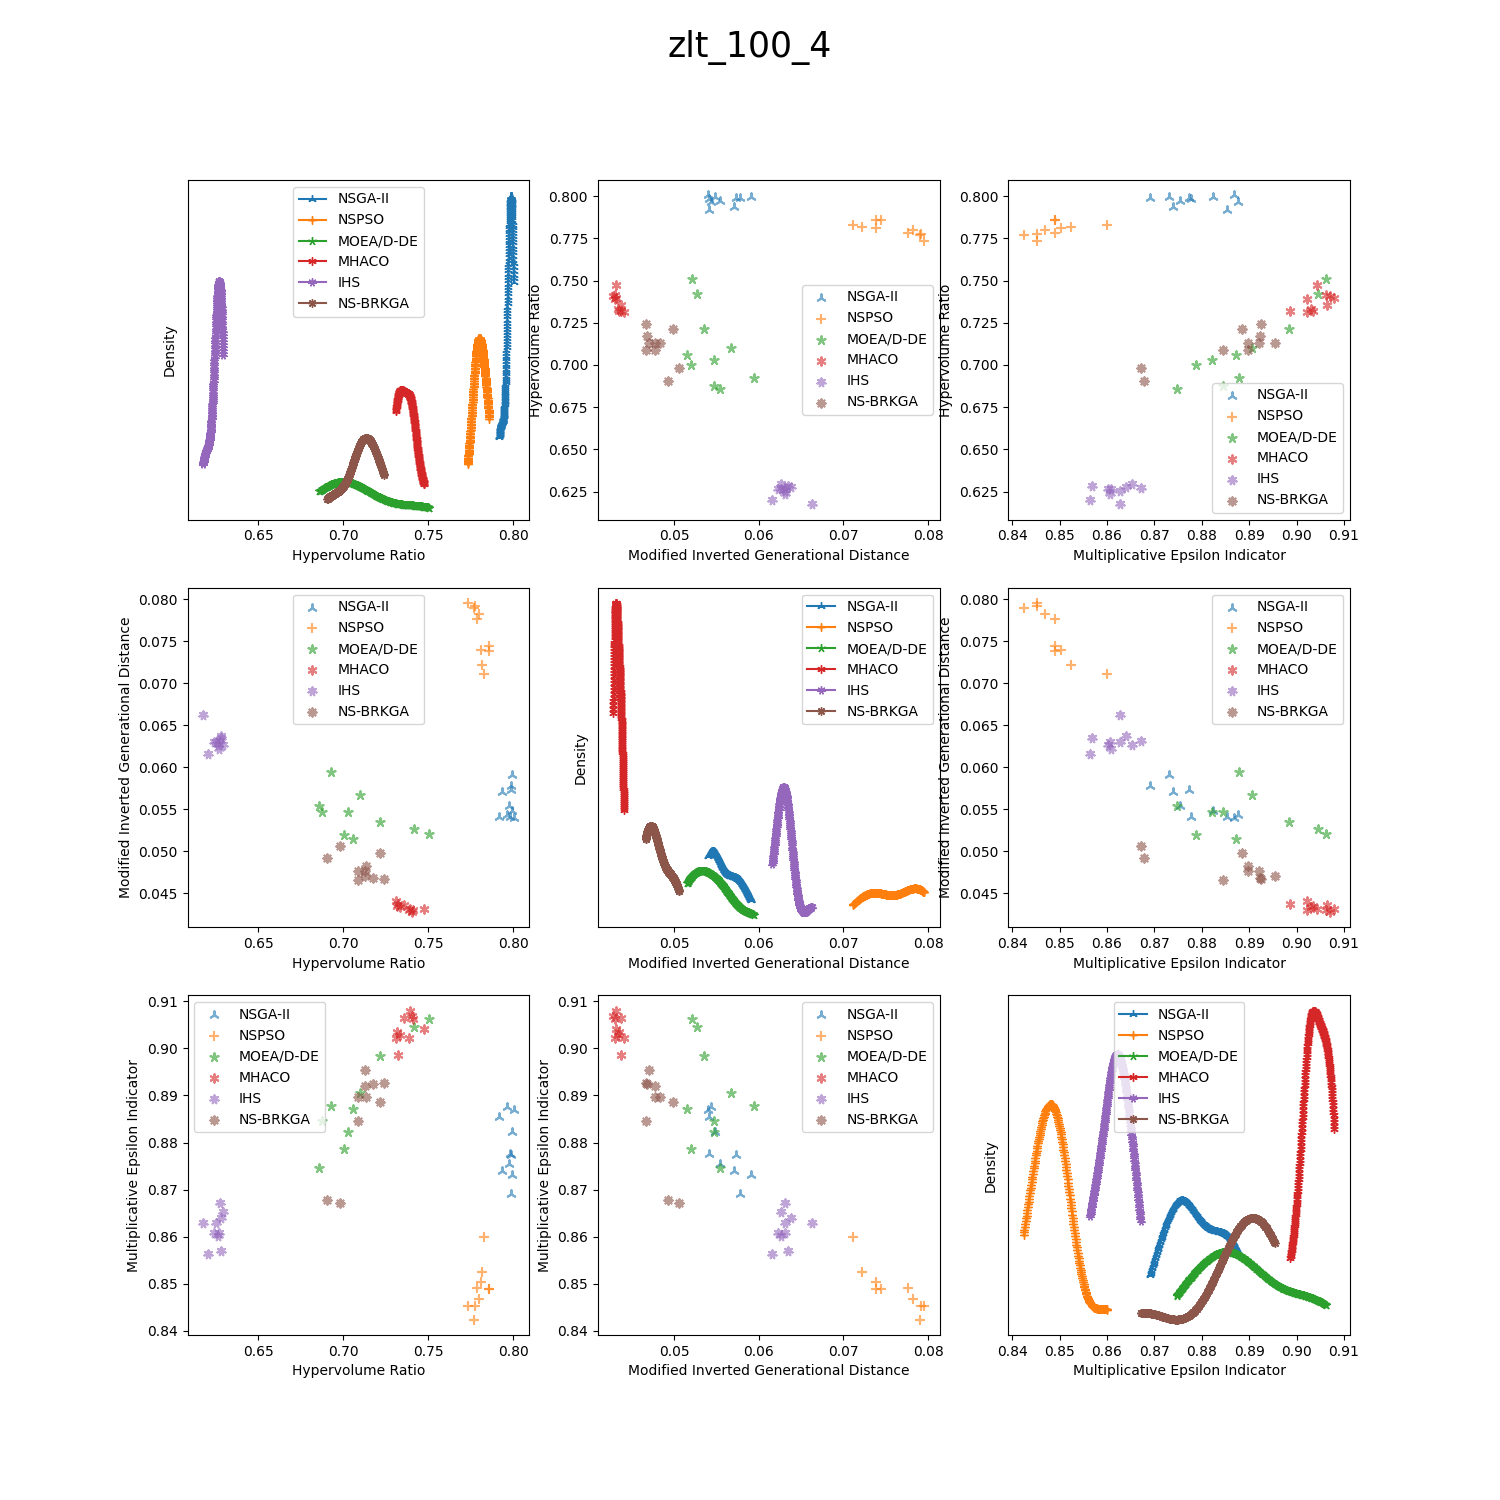 zlt_100_4
Density
NSGA-II
NSPSO
MOEA/D-DE
MHACO
IHS
NS-BRKGA
0.65 0.70 0.75 0.80
Hypervolume Ratio
Hypervolume Ratio
0.800
0.775
0.750
0.725
0.700
0.675
0.650
0.625
NSGA-II
NSPSO
MOEA/D-DE
MHACO
IHS
NS-BRKGA
0.05 0.06 0.07 0.08
Modified Inverted Generational Distance
Hypervolume Ratio
0.800
0.775
0.750
0.725
0.700
0.675
0.650
0.625
NSGA-II
NSPSO
MOEA/D-DE
MHACO
IHS
NS-BRKGA
0.84 0.85 0.86 0.87 0.88 0.89 0.90 0.91
Multiplicative Epsilon Indicator
Modified Inverted Generational Distance
0.080
0.075
0.070
0.065
0.060
0.055
0.050
0.045
NSGA-II
NSPSO
MOEA/D-DE
MHACO
IHS
NS-BRKGA
0.65 0.70 0.75 0.80
Hypervolume Ratio
Density
NSGA-II
NSPSO
MOEA/D-DE
MHACO
IHS
NS-BRKGA
0.05 0.06 0.07 0.08
Modified Inverted Generational Distance
Modified Inverted Generational Distance
0.080
0.075
0.070
0.065
0.060
0.055
0.050
0.045
NSGA-II
NSPSO
MOEA/D-DE
MHACO
IHS
NS-BRKGA
0.84 0.85 0.86 0.87 0.88 0.89 0.90 0.91
Multiplicative Epsilon Indicator
Multiplicative Epsilon Indicator
0.91
0.90
0.89
0.88
0.87
0.86
0.85
0.84
NSGA-II
NSPSO
MOEA/D-DE
MHACO
IHS
NS-BRKGA
0.65 0.70 0.75 0.80
Hypervolume Ratio
Multiplicative Epsilon Indicator
0.91
0.90
0.89
0.88
0.87
0.86
0.85
0.84
NSGA-II
NSPSO
MOEA/D-DE
MHACO
IHS
NS-BRKGA
0.05 0.06 0.07 0.08
Modified Inverted Generational Distance
Density
NSGA-II
NSPSO
MOEA/D-DE
MHACO
IHS
NS-BRKGA
0.84 0.85 0.86 0.87 0.88 0.89 0.90 0.91
Multiplicative Epsilon Indicator